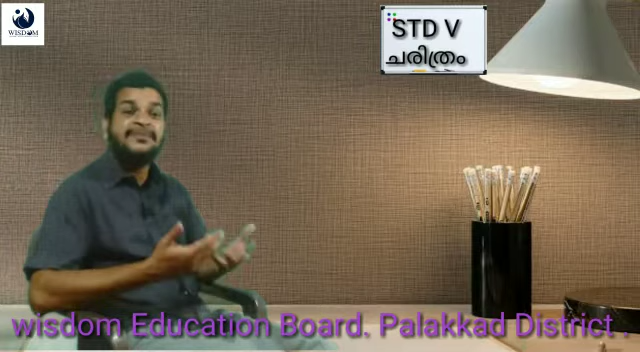 WISDOM
STD V
ചരിത്രം
wisdom Education Board. Palakkad District .